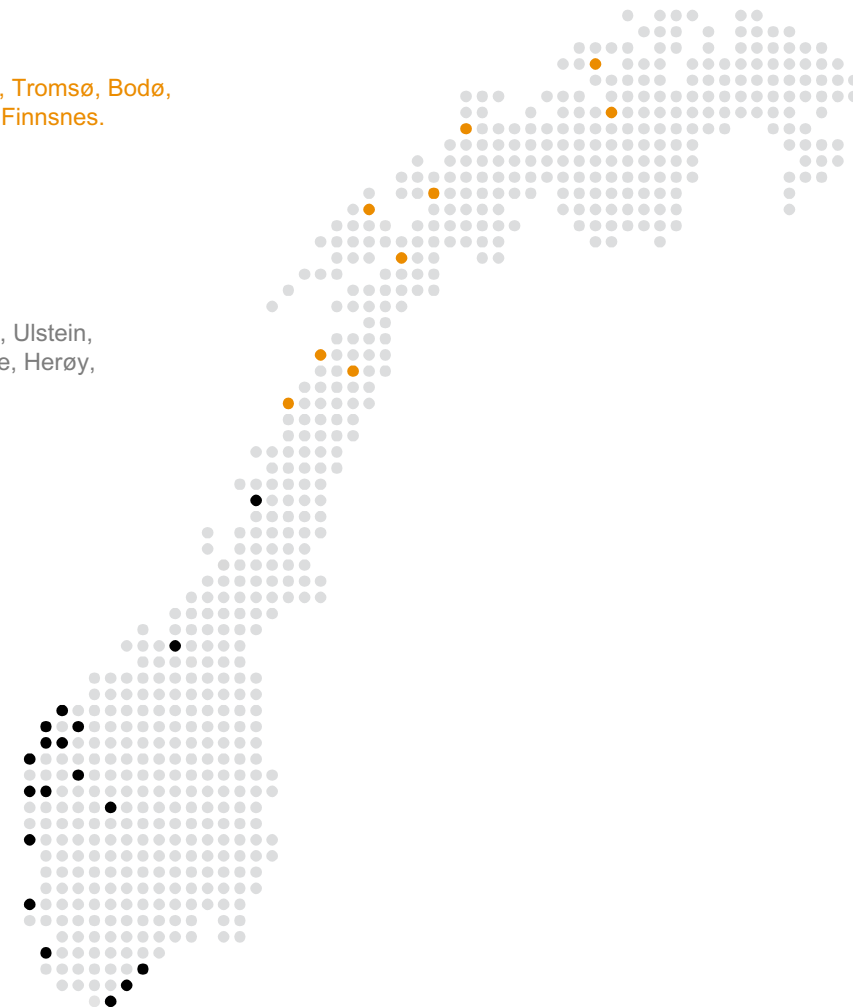 , Tromsø, Bodø,
Finnsnes.
, Ulstein,
e, Herøy,